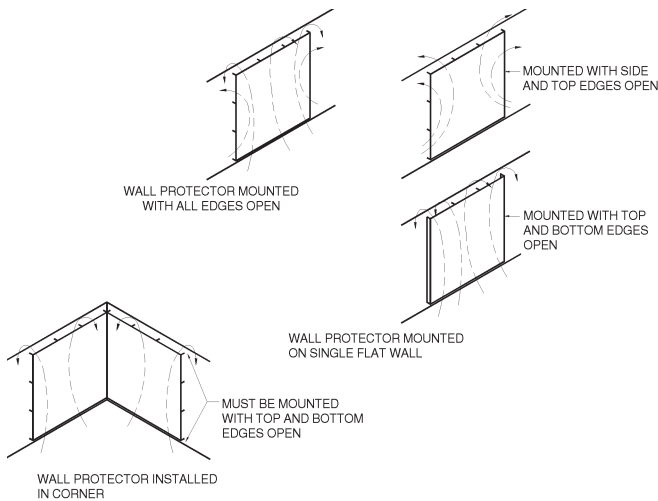 MOUNTED WITH SIDE
AND TOP EDGES OPEN
WALL PROTECTOR MOUNTED
WITH ALL EDGES OPEN
MOUNTED WITH TOP
AND BOTTOM EDGES
OPEN
WALL PROTECTOR MOUNTED
ON SINGLE FLAT WALL
MUST BE MOUNTED
WITH TOP AND BOTTOM
EDGES OPEN
WALL PROTECTOR INSTALLED
IN CORNER